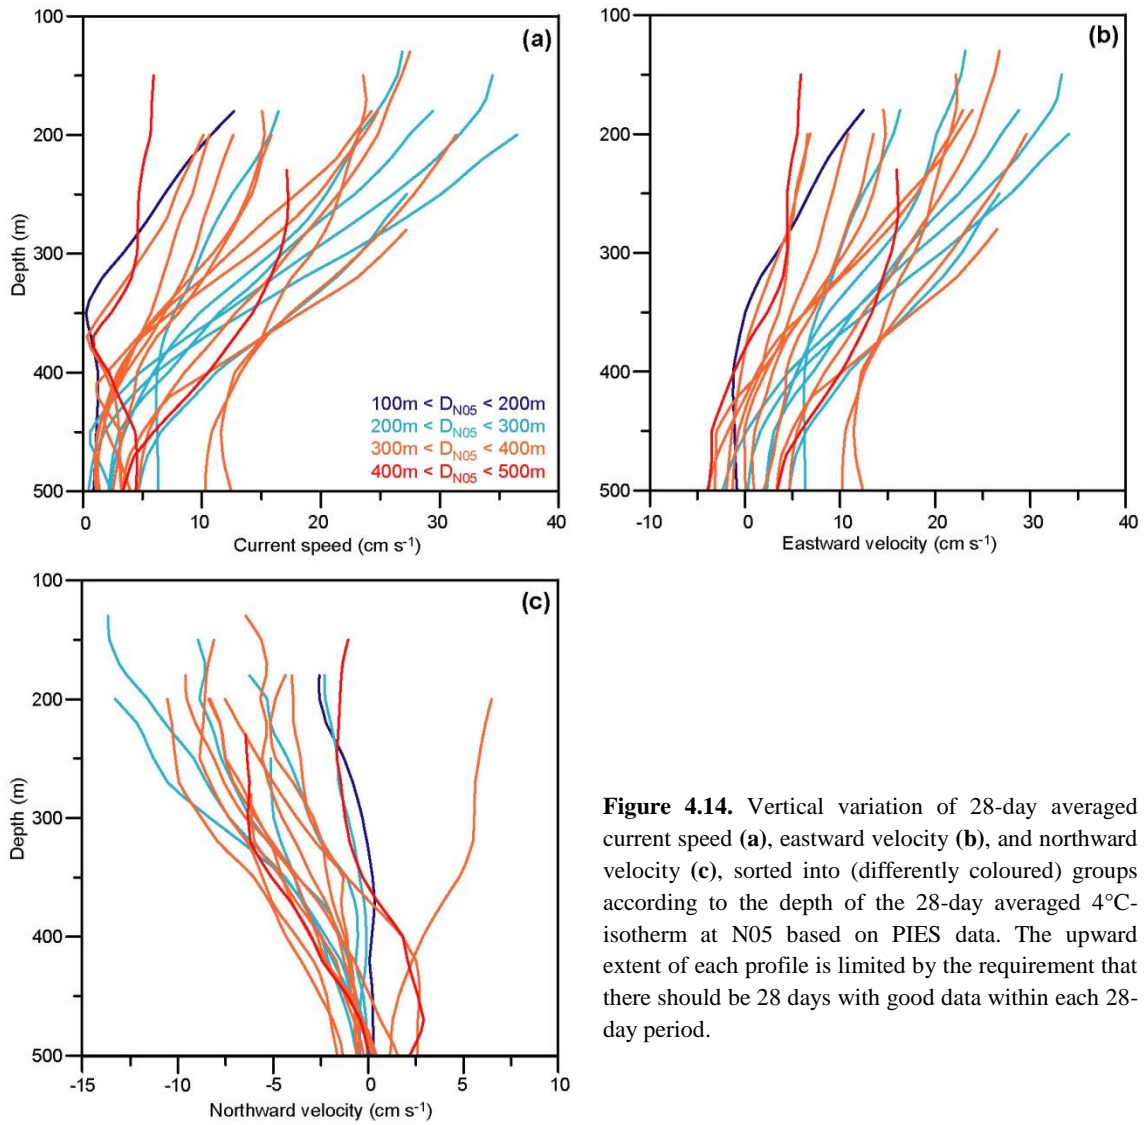 100
(a)
200
300
400
500
Depth (m)
100m < DN05 < 200m
200m < DN05 < 300m
300m < DN05 < 400m
400m < DN05 < 500m
0 10 20 30 40
Current speed (cm s-1)
100
(b)
200
300
400
500
-10 0 10 20 30 40
Eastward velocity (cm s-1)
100
(c)
200
300
400
500
Depth (m)
-15 -10 -5 0 5 10
Northward velocity (cm s-1)
Figure 4.14. Vertical variation of 28-day averaged
current speed (a), eastward velocity (b), and northward
velocity (c), sorted into (differently coloured) groups
according to the depth of the 28-day averaged 4°C-
isotherm at N05 based on PIES data. The upward
extent of each profile is limited by the requirement that
there should be 28 days with good data within each 28-
day period.